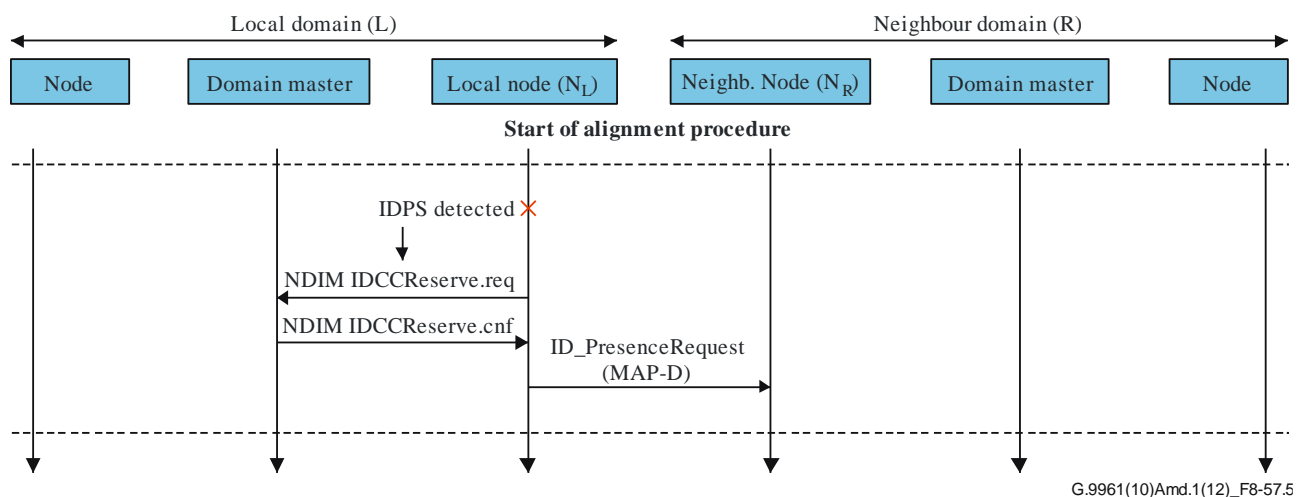 Local domain (L)
Neighbour domain (R)
Node
Domain master
Local node (NL)
Neighb. Node (NR)
Domain master
Node
Start of alignment procedure
IDPS detected
NDIM IDCCReserve.req
NDIM IDCCReserve.cnf
ID_PresenceRequest
(MAP-D)
G.9961(10)Amd.1(12)_F8-57.5